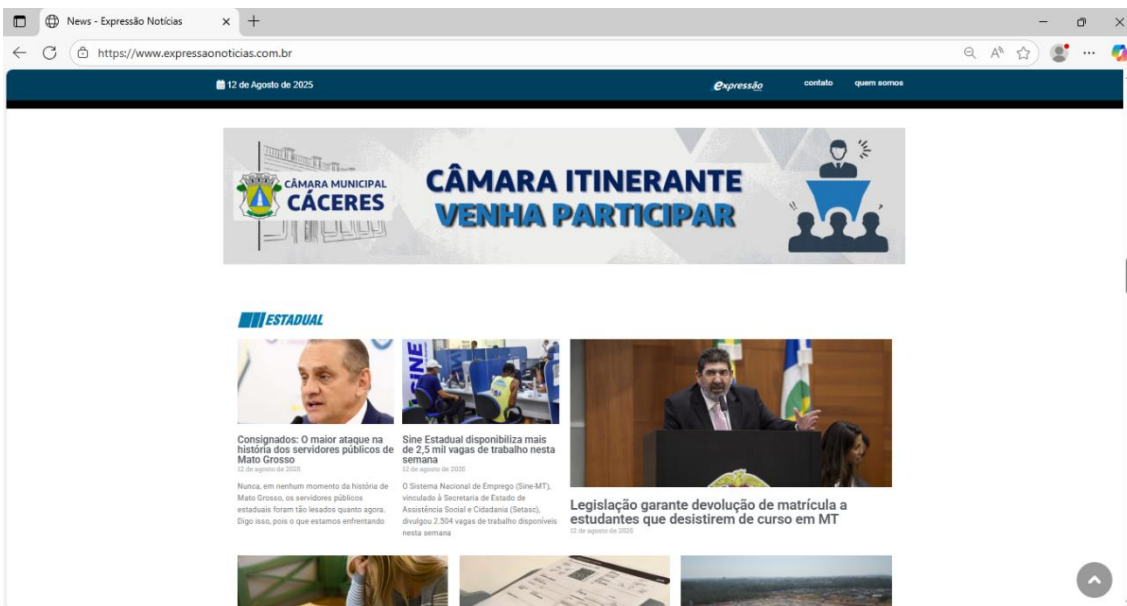 News - Expressão Notícias
https://www.expressaonoticias.com.br
12 de Agosto de 2025
expressão
contato
quem somos
CÂMARA MUNICIPAL
CÁCERES
CÂMARA ITINERANTE
VENHA PARTICIPAR
ESTADUAL
SINE
Consignados: O maior ataque na
história dos servidores públicos de
Mato Grosso
12 de agosto de 2025
Nunca, em nenhum momento da história de
Mato Grosso, os servidores públicos
estaduais foram tão lesados quanto agora.
Digo isso, pois o que estamos enfrentando
Sine Estadual disponibiliza mais
de 2,5 mil vagas de trabalho nesta
semana
12 de agosto de 2025
O Sistema Nacional de Emprego (Sine-MT),
vinculado à Secretaria de Estado de
Assistência Social e Cidadania (Setasc),
divulgou 2.504 vagas de trabalho disponíveis
nesta semana
Legislação garante devolução de matrícula a
estudantes que desistirem de curso em MT
12 de agosto de 2025